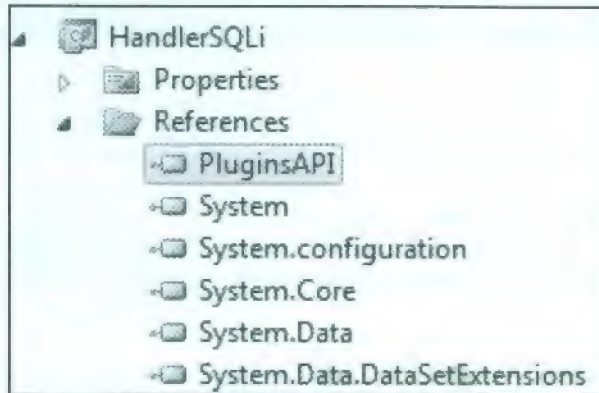 HandlerSQLi
Properties
References
PluginsAPI
System
System.configuration
System.Core
System.Data
System.Data.DataSetExtensions